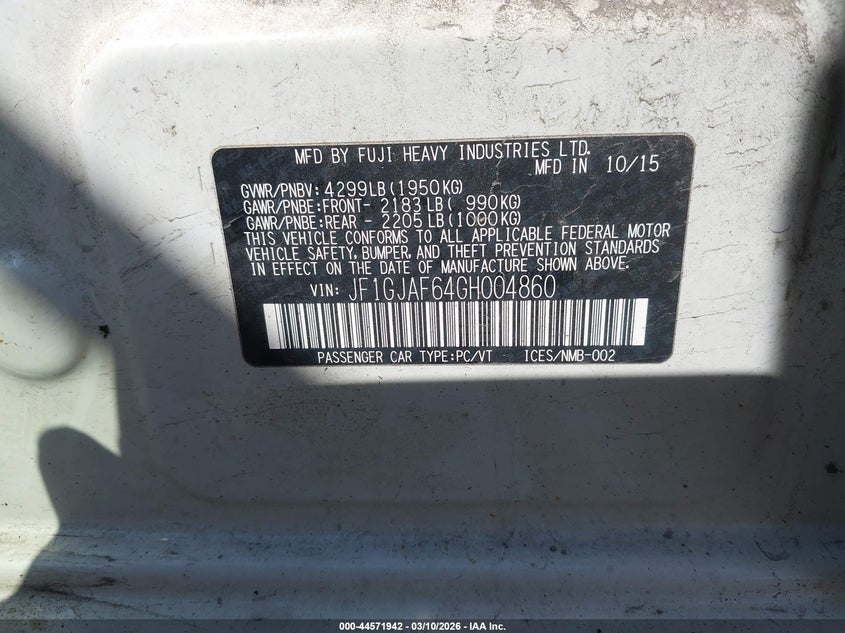 MFD BY FUJI HEAVY INDUSTRIES LTD.
MFD IN 10/15
GVWR/PNBV: 4299LB(1950KG)
GAWR/PNBE:FRONT- 2183LB( 990KG)
GAWR/PNBE:REAR - 2205LB(1000KG)
THIS VEHICLE CONFORMS TO ALL APPLICABLE FEDERAL MOTOR
VEHICLE SAFETY, BUMPER, AND THEFT PREVENTION STANDARDS
IN EFFECT ON THE DATE OF MANUFACTURE SHOWN ABOVE.
VIN: JF1GJAF64GH004860
PASSENGER CAR TYPE:PC/VT ICES/NMB-002
000-44571942 - 03/10/2026 - IAA Inc.